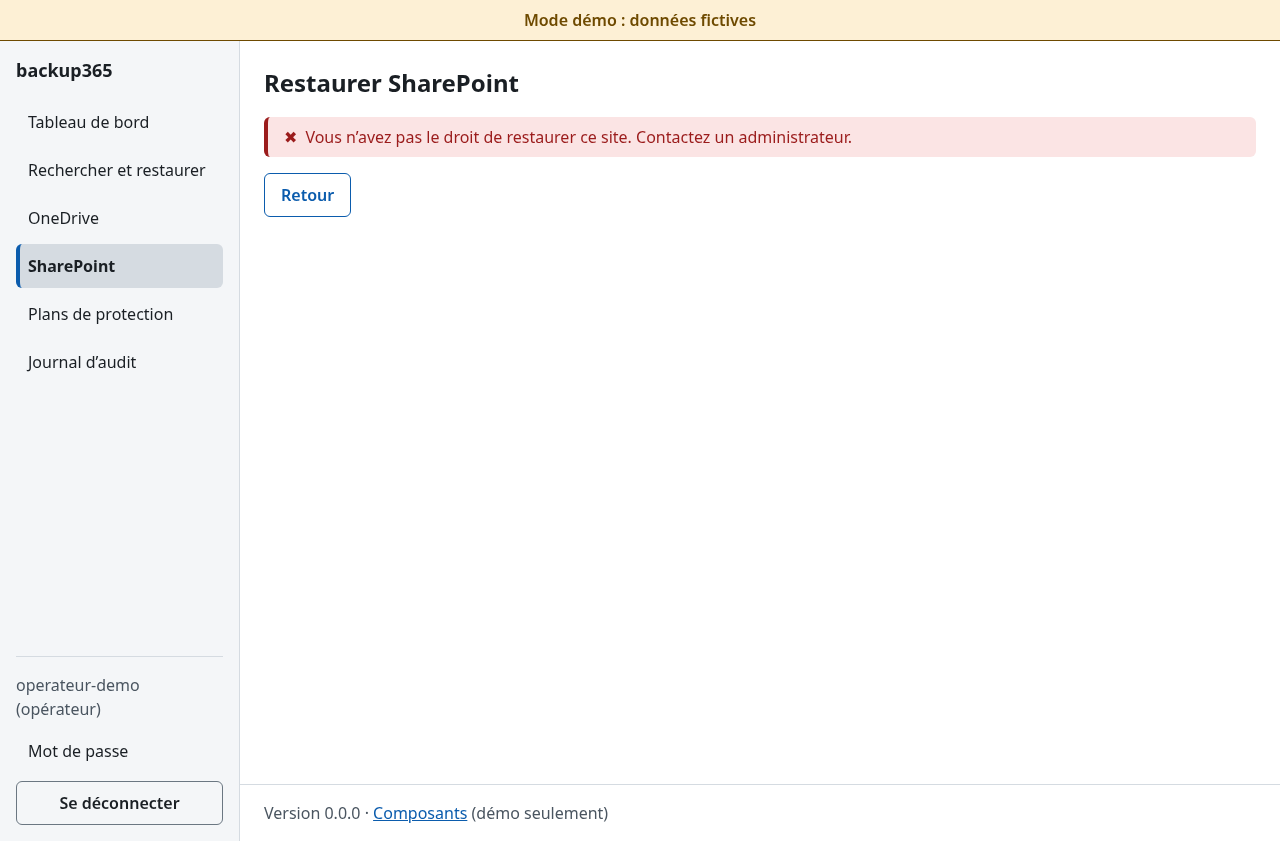 Mode démo : données fictives
backup365
Tableau de bord
Rechercher et restaurer
OneDrive
SharePoint
Plans de protection
Journal d’audit
operateur-demo
(opérateur)
Mot de passe
Se déconnecter
Restaurer SharePoint
✖ Vous n’avez pas le droit de restaurer ce site. Contactez un administrateur.
Retour
Version 0.0.0 · Composants (démo seulement)